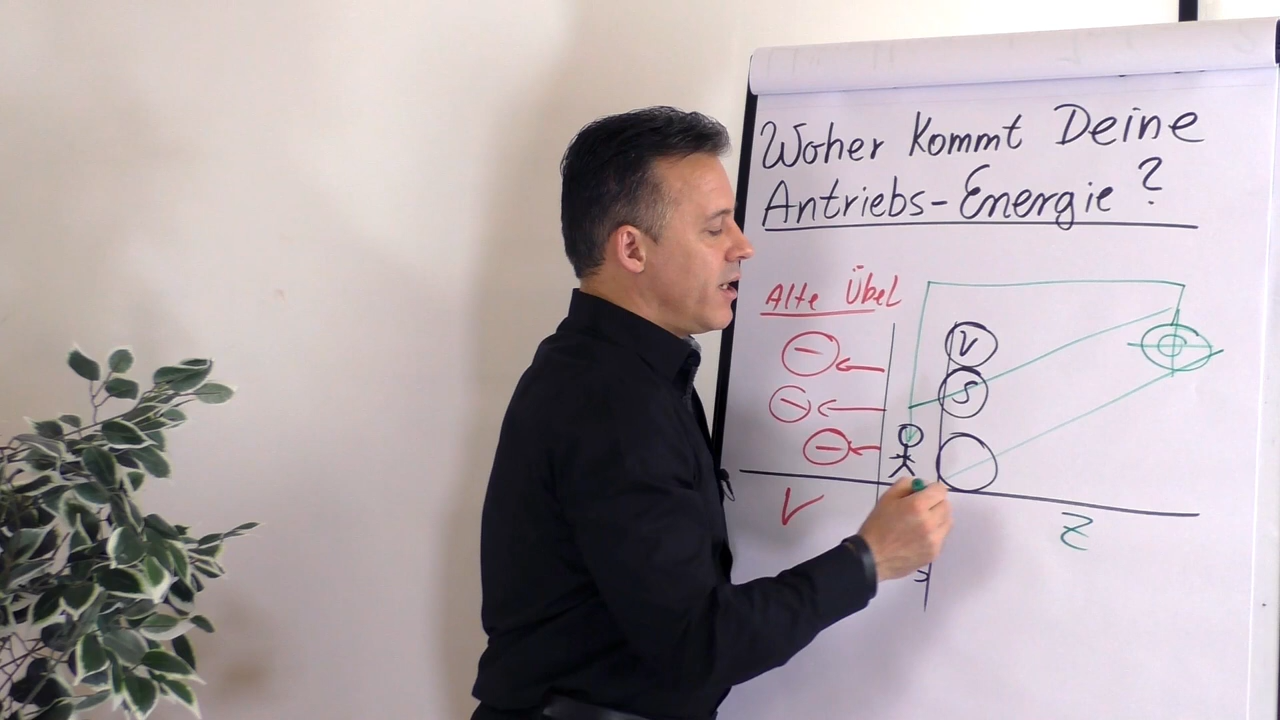 Woher Kommt Deine
Antriebs-Energie?
Alte Übel
V
S
V
Z